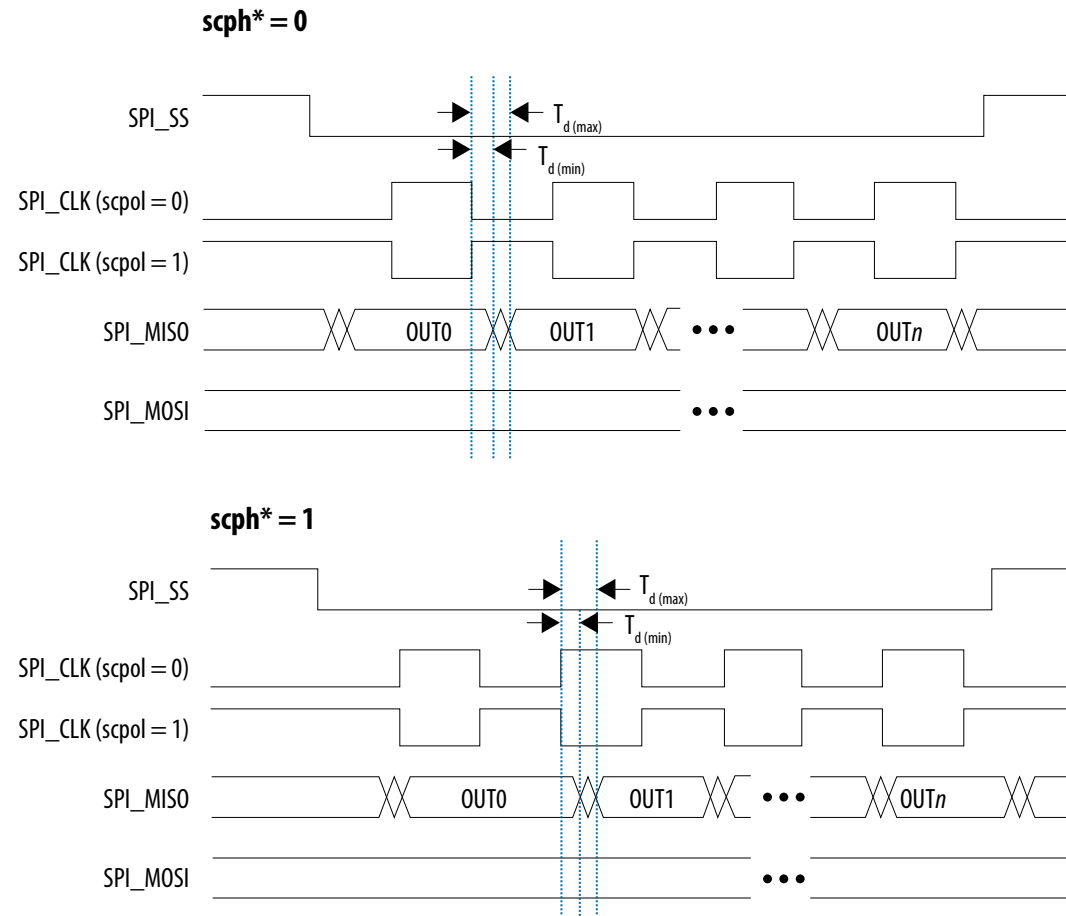 scph* = 0
SPI_SS
T d (max)
T d (min)
SPI_CLK (scpol = 0)
SPI_CLK (scpol = 1)
SPI_MISO OUT0 OUT1 ••• OUTn
SPI_MOSI •••
scph* = 1
SPI_SS
T d (max)
T d (min)
SPI_CLK (scpol = 0)
SPI_CLK (scpol = 1)
SPI_MISO OUT0 OUT1 ••• OUTn
SPI_MOSI •••